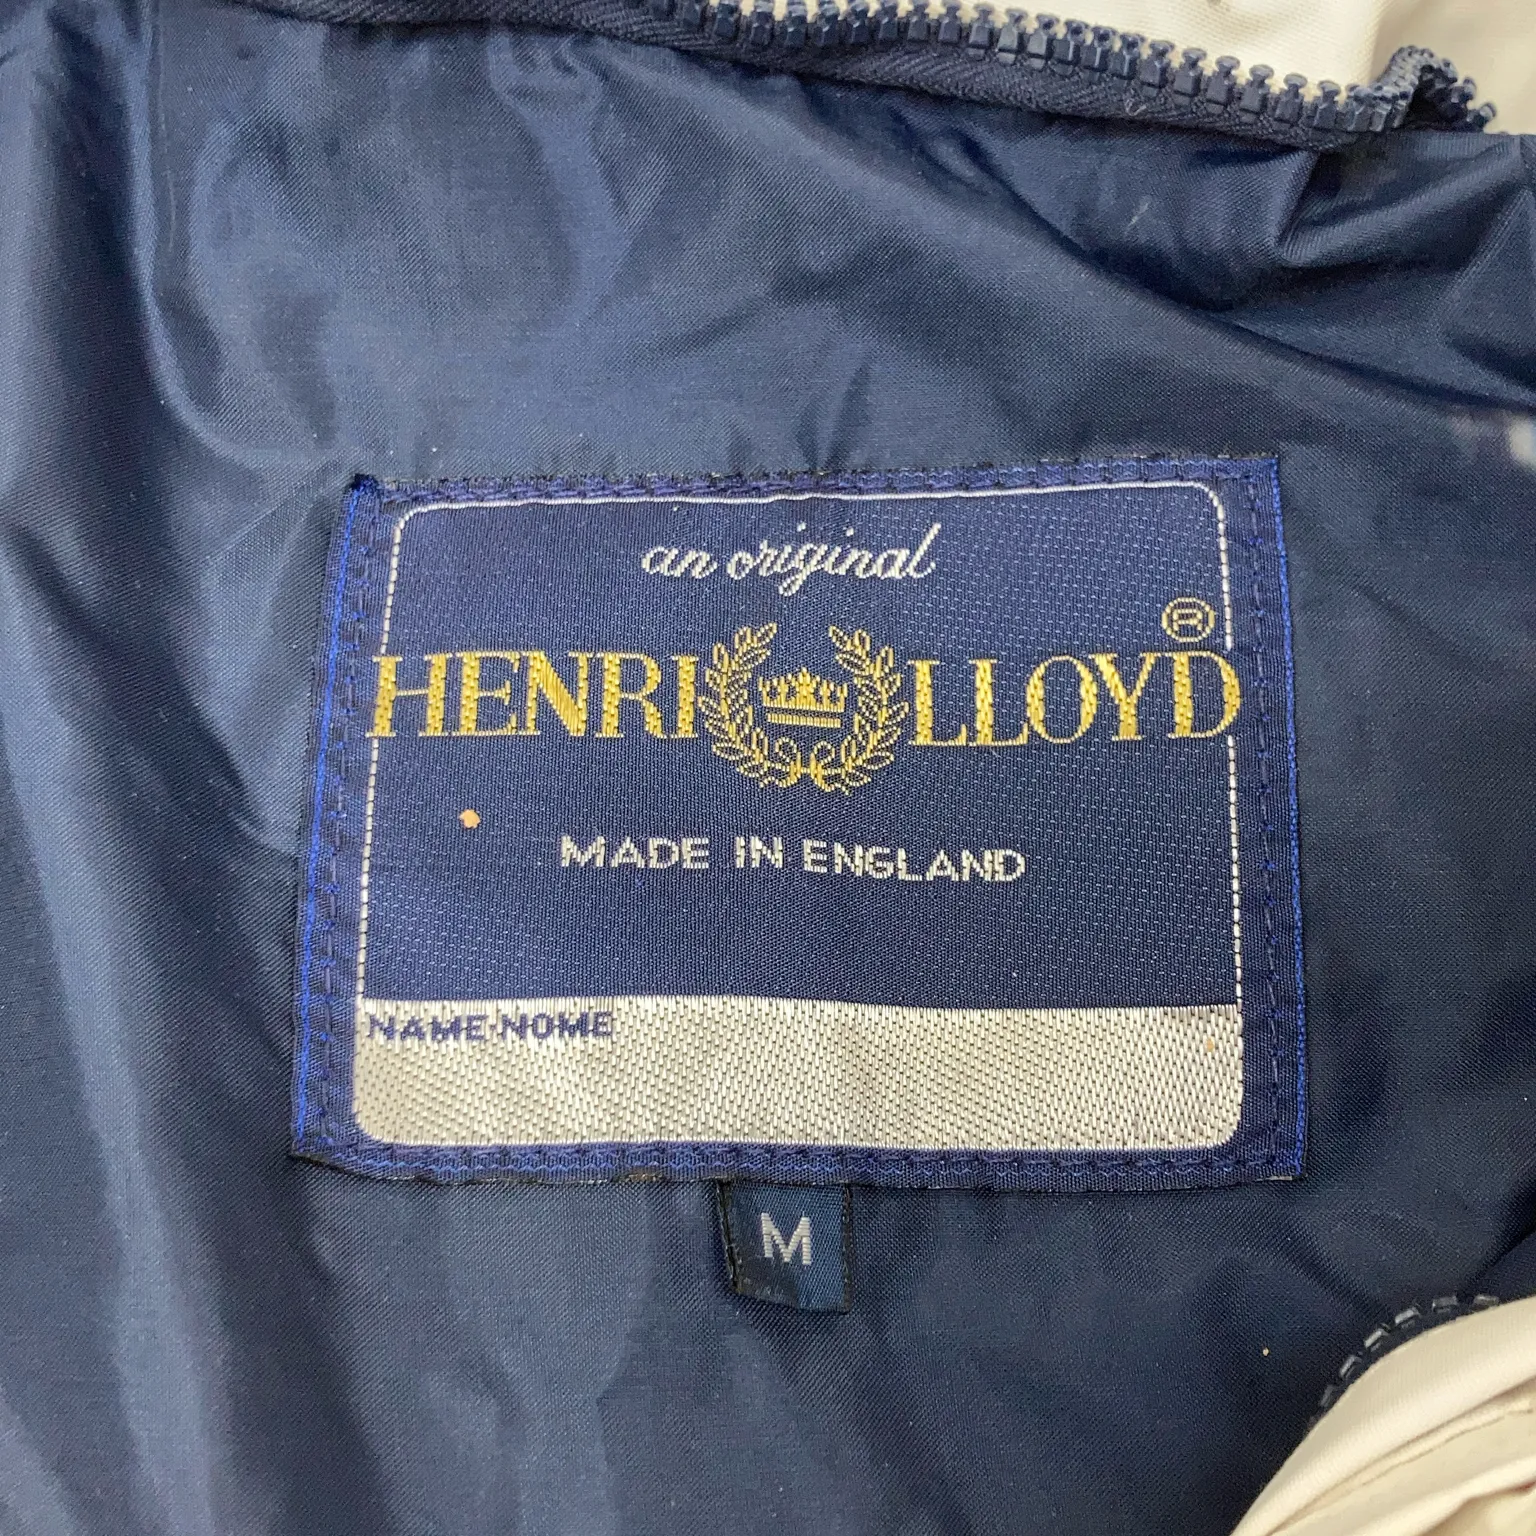 an original
HENRI LLOYD ®
MADE IN ENGLAND
NAME-NOME
M